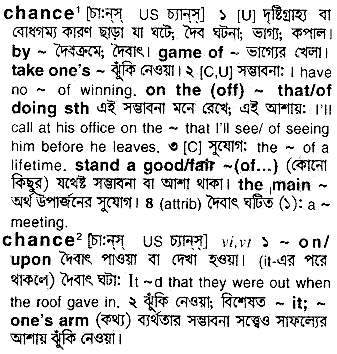 chance¹ [চা:ন্‌স্‌ US চ্যান্‌স্‌] ১ [U] দৃষ্টিগ্রাহ্য বা
বোধগম্য কারণ ছাড়া যা ঘটে; দৈব ঘটনা; ভাগ্য; কপাল।
by ~ দৈবক্রমে; দৈবাৎ। game of ~ ভাগ্যের খেলা।
take one's ~ ঝুঁকি নেওয়া। ২ [C,U] সম্ভাবনা: I have
no ~ of winning. on the (off) ~ that/of
doing sth এই সম্ভাবনা মনে রেখে; এই আশায়: I'll
call at his office on the ~ that I'll see/ of seeing
him before he leaves. ৩ [C] সুযোগ: the ~ of a
lifetime. stand a good/fair ~(of...) (কোনো
কিছুর) যথেষ্ট সম্ভাবনা বা আশা থাকা। the main ~
অর্থ উপার্জনের সুযোগ। ৪ (attrib) দৈবাৎ ঘটিত (১): a ~
meeting.
chance² [চা:ন্‌স্‌ US চ্যান্‌স্‌] vi,vt ১ ~ on/
upon দৈবাৎ পাওয়া বা দেখা হওয়া। (it-এর পরে
থাকলে) দৈবাৎ ঘটা: It ~d that they were out when
the roof gave in. ২ ঝুঁকি নেওয়া; বিশেষত ~ it; ~
one's arm (কথ্য) ব্যর্থতার সম্ভাবনা সত্ত্বেও সাফল্যের
আশায় ঝুঁকি নেওয়া।